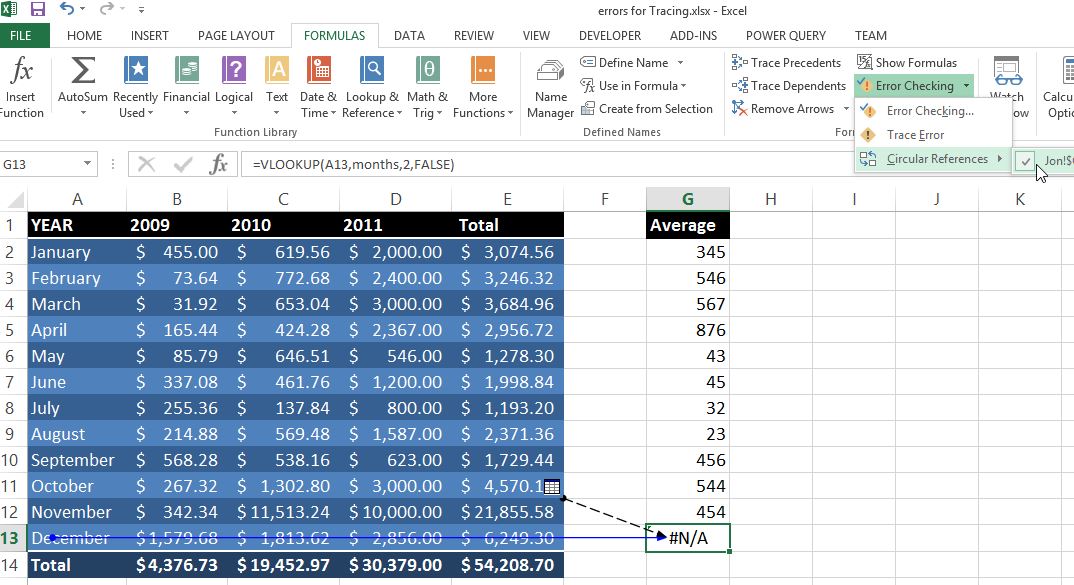 errors for Tracing.xlsx - Excel
FILE HOME INSERT PAGE LAYOUT FORMULAS DATA REVIEW VIEW DEVELOPER ADD-INS POWER QUERY TEAM
fx Σ ? A θ Define Name Trace Precedents Show Formulas
Use in Formula Trace Dependents Error Checking
Insert AutoSum Recently Financial Logical Text Date & Lookup & Math & More Name Create from Selection Remove Arrows Error Checking...
Used Time Reference Trig Functions Manager
Function Library Defined Names Trace Error
Circular References
G13 fx =VLOOKUP(A13,months,2,FALSE)
A B C D E F G H I J K
1 YEAR 2009 2010 2011 Total Average
2 January $ 455.00 $ 619.56 $ 2,000.00 $ 3,074.56 345
3 February $ 73.64 $ 772.68 $ 2,400.00 $ 3,246.32 546
4 March $ 31.92 $ 653.04 $ 3,000.00 $ 3,684.96 567
5 April $ 165.44 $ 424.28 $ 2,367.00 $ 2,956.72 876
6 May $ 85.79 $ 646.51 $ 546.00 $ 1,278.30 43
7 June $ 337.08 $ 461.76 $ 1,200.00 $ 1,998.84 45
8 July $ 255.36 $ 137.84 $ 800.00 $ 1,193.20 32
9 August $ 214.88 $ 569.48 $ 1,587.00 $ 2,371.36 23
10 September $ 568.28 $ 538.16 $ 623.00 $ 1,729.44 456
11 October $ 267.32 $ 1,302.80 $ 3,000.00 $ 4,570.1 544
12 November $ 342.34 $ 11,513.24 $ 10,000.00 $ 21,855.58 454
13 December $ 1,579.68 $ 1,813.62 $ 2,856.00 $ 6,249.30 #N/A
14 Total $ 4,376.73 $ 19,452.97 $ 30,379.00 $ 54,208.70